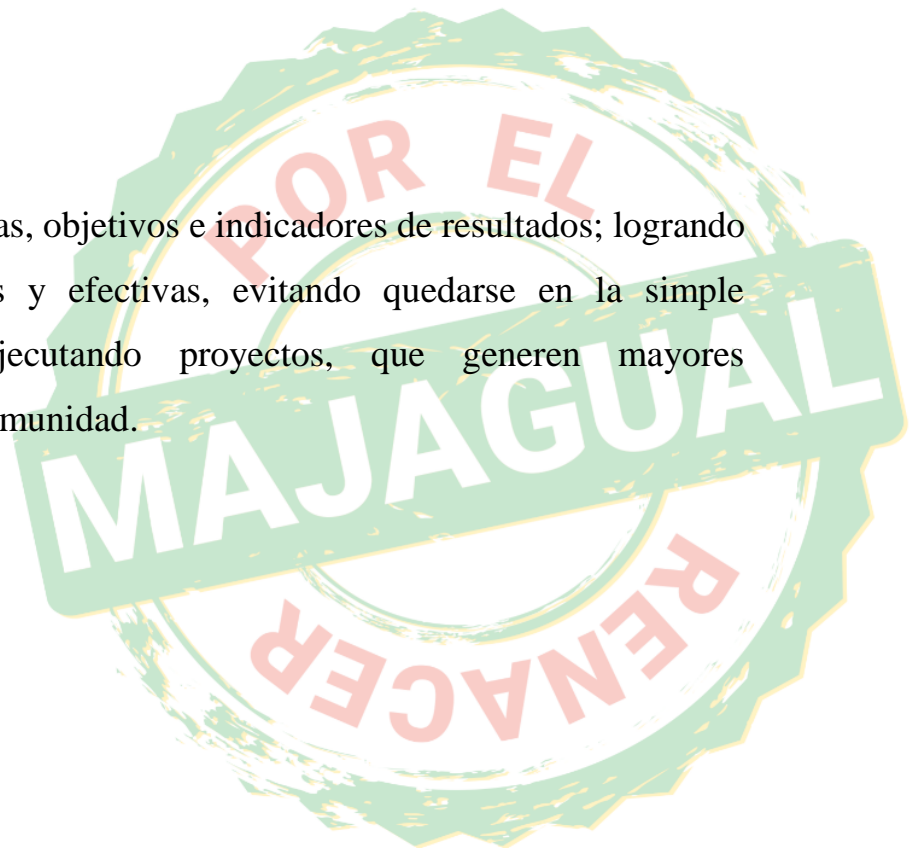 POR EL
as, objetivos e indicadores de resultados; logrando
s y efectivas, evitando quedarse en la simple
jecutando proyectos, que generen mayores
munidad.
MAJAGUAL
RENACER